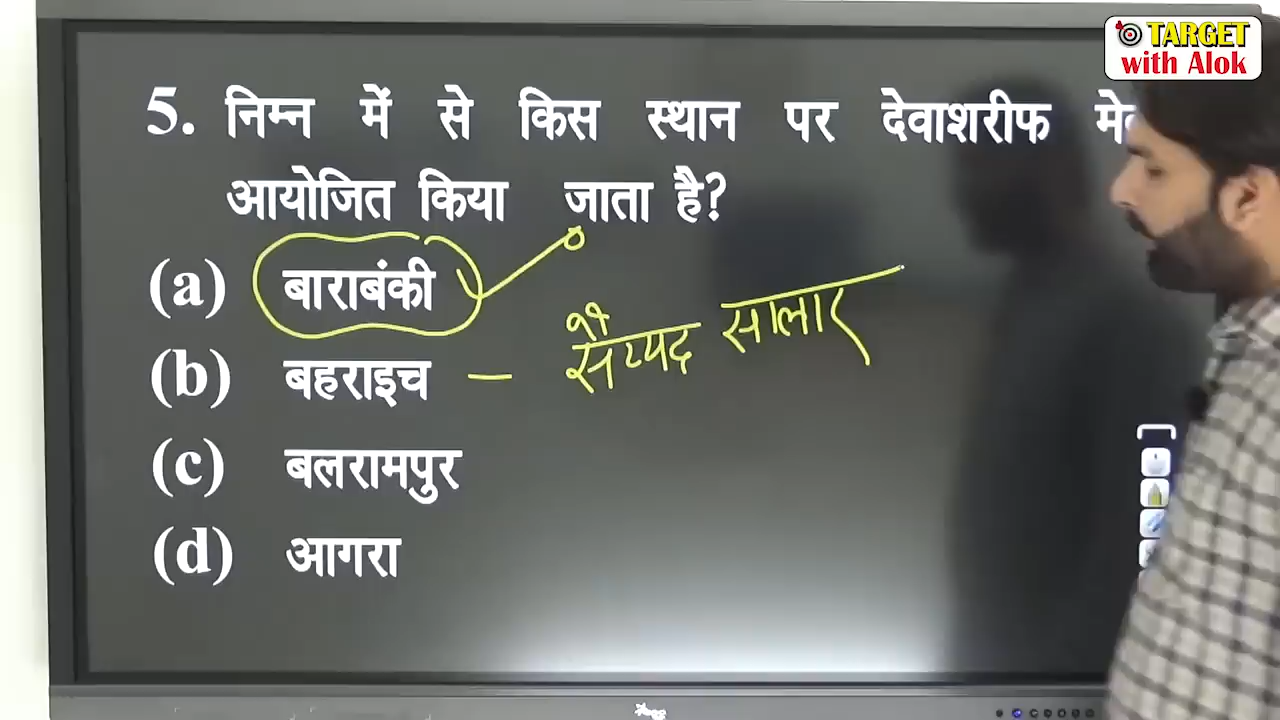 TARGET
with Alok
5. निम्न में से किस स्थान पर देवाशरीफ
आयोजित किया जाता है?
(a) बाराबंकी
(b) बहराइच – सैय्यद सालार
(c) बलरामपुर
(d) आगरा